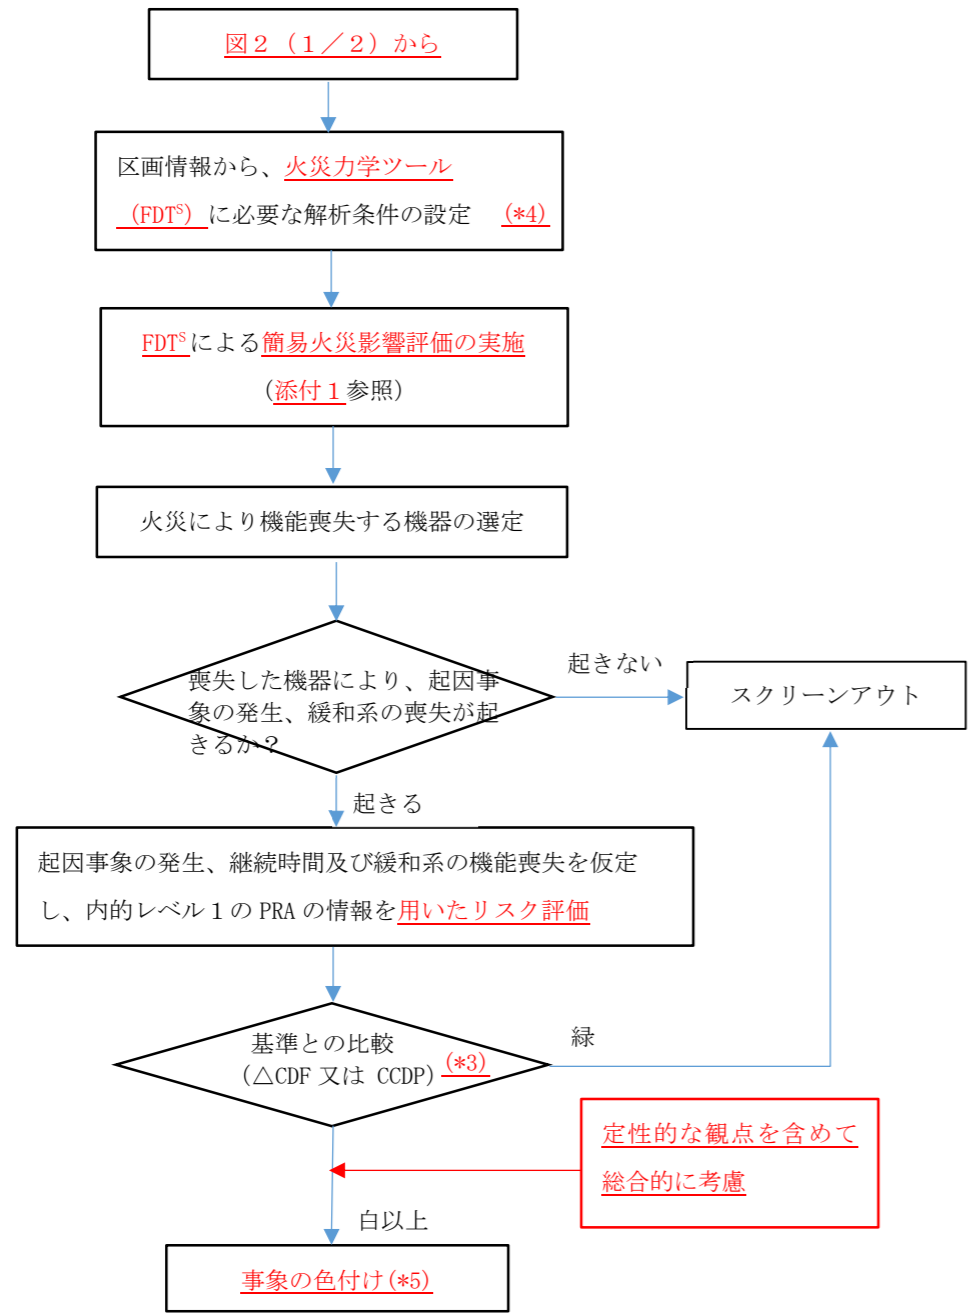 図２（１／２）から
区画情報から、火災力学ツール
（FDTS）に必要な解析条件の設定　(*4)
FDTSによる簡易火災影響評価の実施
（添付１参照）
火災により機能喪失する機器の選定
喪失した機器により、起因事
象の発生、緩和系の喪失が起
きるか？
起きない
スクリーンアウト
起きる
起因事象の発生、継続時間及び緩和系の機能喪失を仮定
し、内的レベル１の PRA の情報を用いたリスク評価
基準との比較
（△CDF 又は CCDP）(*3)
緑
定性的な観点を含めて
総合的に考慮
白以上
事象の色付け(*5)